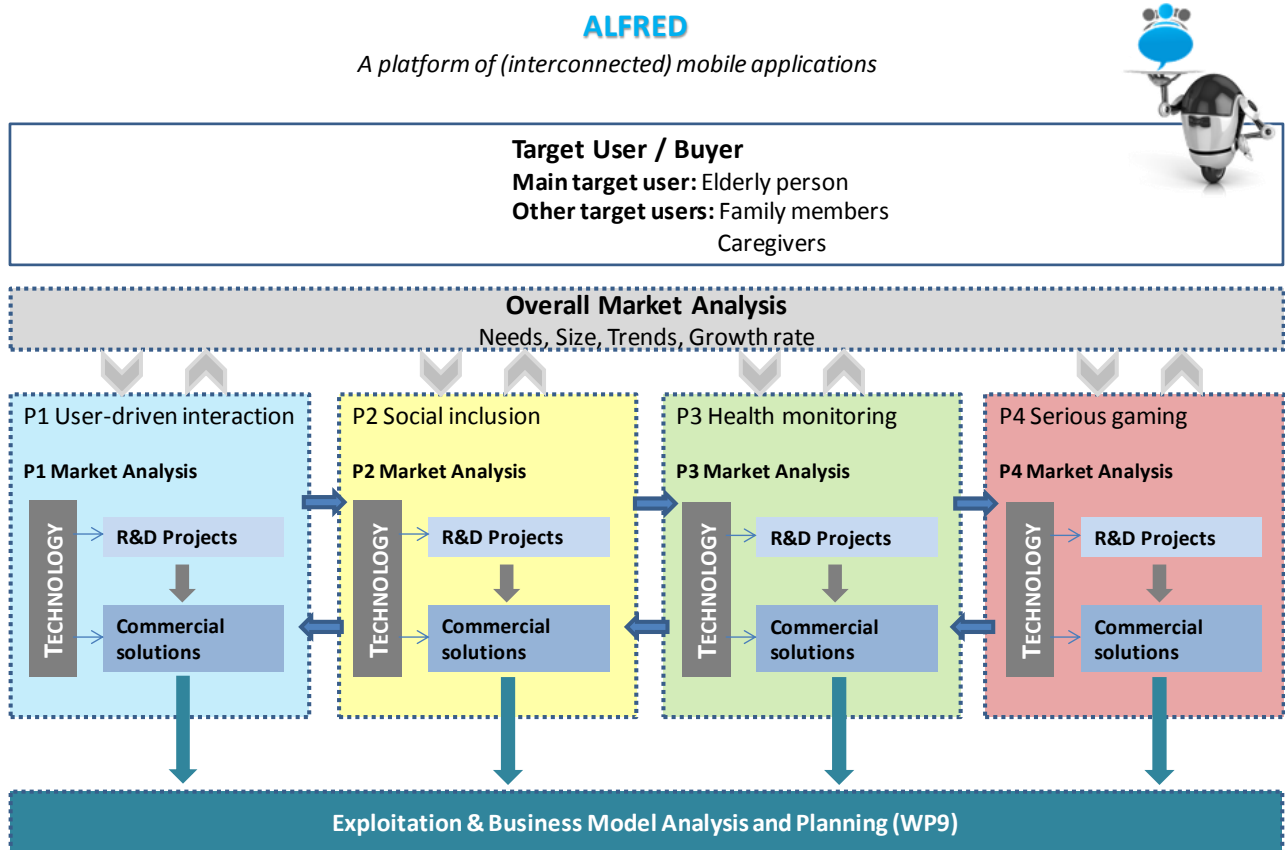 ALFRED
A platform of (interconnected) mobile applications
Target User / Buyer
Main target user: Elderly person
Other target users: Family members
Caregivers
Overall Market Analysis
Needs, Size, Trends, Growth rate
P1 User-driven interaction
P1 Market Analysis
TECHNOLOGY
R&D Projects
Commercial
solutions
P2 Social inclusion
P2 Market Analysis
TECHNOLOGY
R&D Projects
Commercial
solutions
P3 Health monitoring
P3 Market Analysis
TECHNOLOGY
R&D Projects
Commercial
solutions
P4 Serious gaming
P4 Market Analysis
TECHNOLOGY
R&D Projects
Commercial
solutions
Exploitation & Business Model Analysis and Planning (WP9)